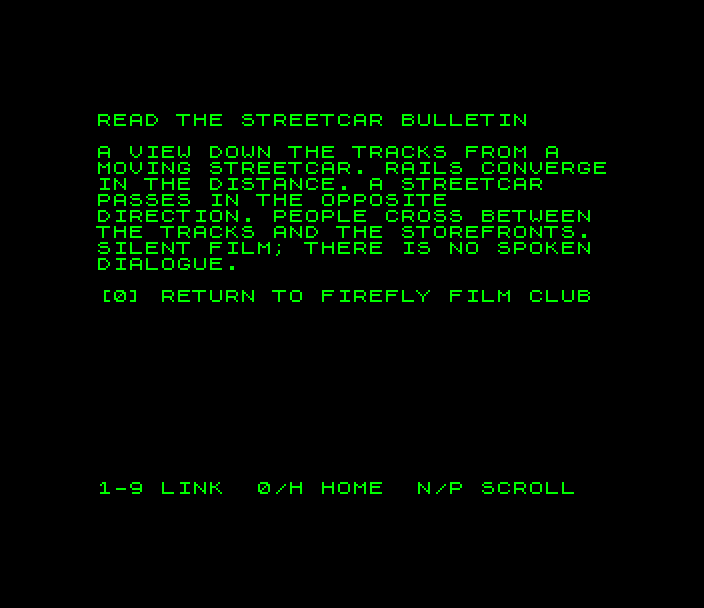 READ THE STREETCAR BULLETIN
A VIEW DOWN THE TRACKS FROM A
MOVING STREETCAR. RAILS CONVERGE
IN THE DISTANCE. A STREETCAR
PASSES IN THE OPPOSITE
DIRECTION. PEOPLE CROSS BETWEEN
THE TRACKS AND THE STOREFRONTS.
SILENT FILM; THERE IS NO SPOKEN
DIALOGUE.
[0] RETURN TO FIREFLY FILM CLUB
1-9 LINK  0/H HOME  N/P SCROLL